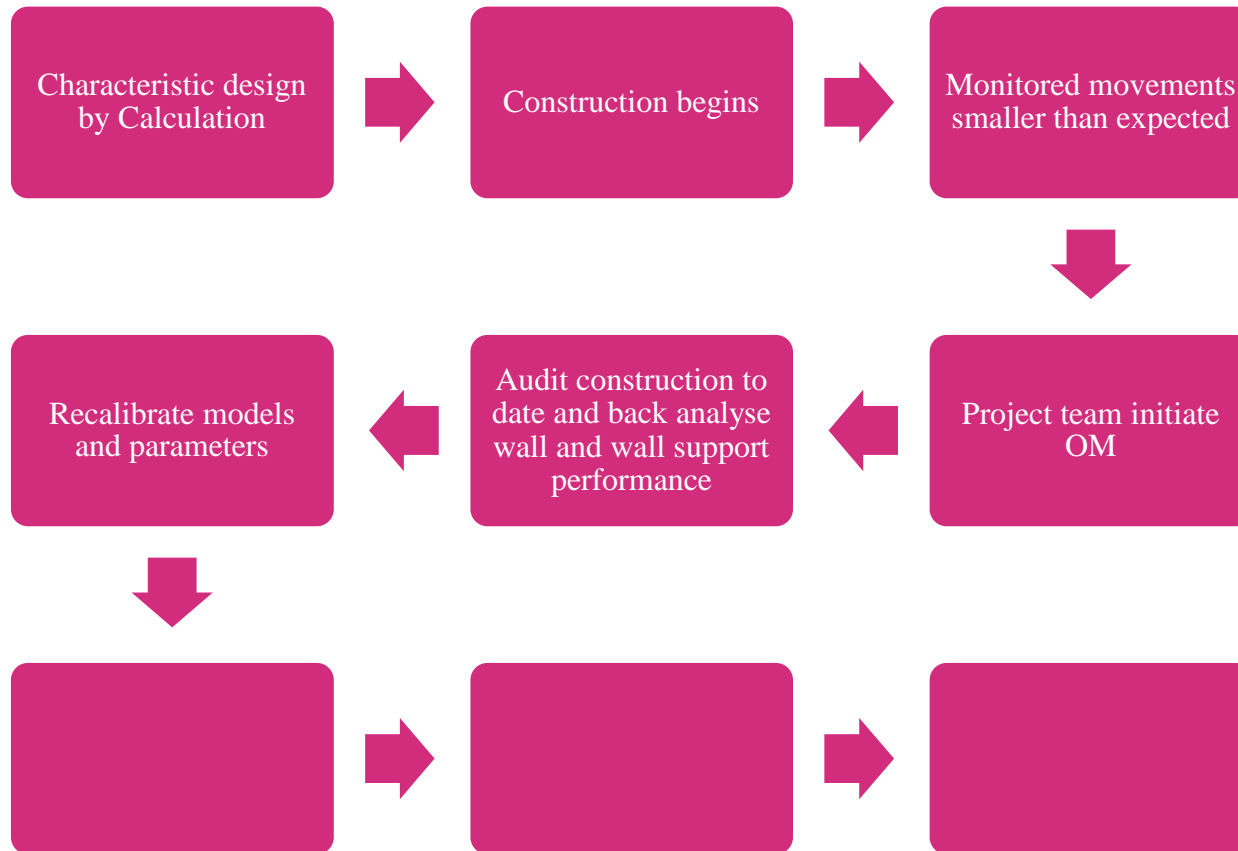 Characteristic design
by Calculation
Construction begins
Monitored movements
smaller than expected
Project team initiate
OM
Audit construction to
date and back analyse
wall and wall support
performance
Recalibrate models
and parameters